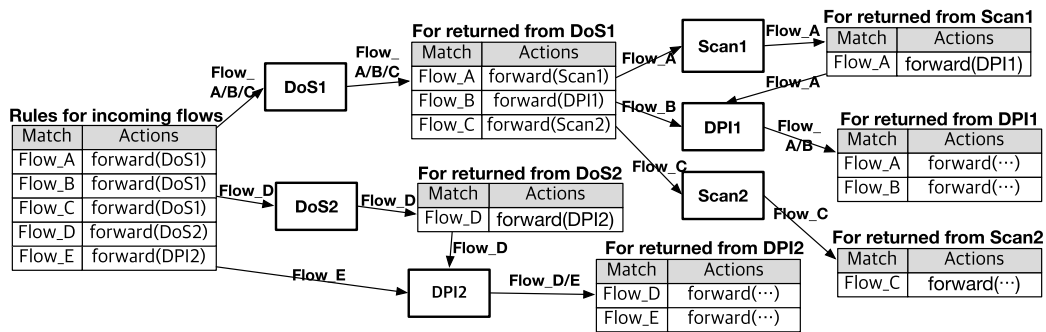 Rules for incoming flows
Match Actions
Flow_A forward(DoS1)
Flow_B forward(DoS1)
Flow_C forward(DoS1)
Flow_D forward(DoS2)
Flow_E forward(DPI2)
Flow_
A/B/C
DoS1
Flow_
A/B/C
For returned from DoS1
Match Actions
Flow_A forward(Scan1)
Flow_B forward(DPI1)
Flow_C forward(Scan2)
Flow_A
Scan1
Flow_A
For returned from Scan1
Match Actions
Flow_A forward(DPI1)
Flow_A
Flow_B
DPI1
Flow_
A/B
For returned from DPI1
Match Actions
Flow_A forward(⋯)
Flow_B forward(⋯)
Flow_C
Scan2
Flow_C
For returned from Scan2
Match Actions
Flow_C forward(⋯)
Flow_D
DoS2
Flow_D
For returned from DoS2
Match Actions
Flow_D forward(DPI2)
Flow_D
Flow_E
DPI2
Flow_D/E
For returned from DPI2
Match Actions
Flow_D forward(⋯)
Flow_E forward(⋯)